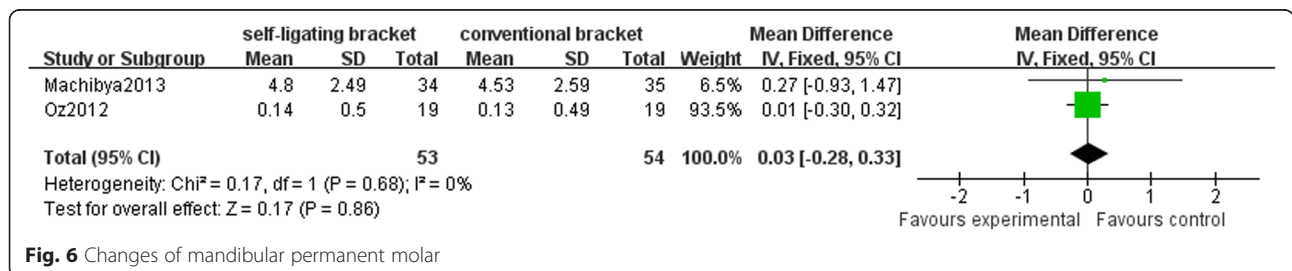 self-ligating bracket conventional bracket Mean Difference Mean Difference
Study or Subgroup Mean SD Total Mean SD Total Weight IV, Fixed, 95% CI IV, Fixed, 95% CI
Machibya2013 4.8 2.49 34 4.53 2.59 35 6.5% 0.27 [-0.93, 1.47]
Oz2012 0.14 0.5 19 0.13 0.49 19 93.5% 0.01 [-0.30, 0.32]
Total (95% CI) 53 54 100.0% 0.03 [-0.28, 0.33]
Heterogeneity: Chi² = 0.17, df = 1 (P = 0.68); I² = 0%
Test for overall effect: Z = 0.17 (P = 0.86)
-2 -1 0 1 2
Favours experimental Favours control
Fig. 6 Changes of mandibular permanent molar